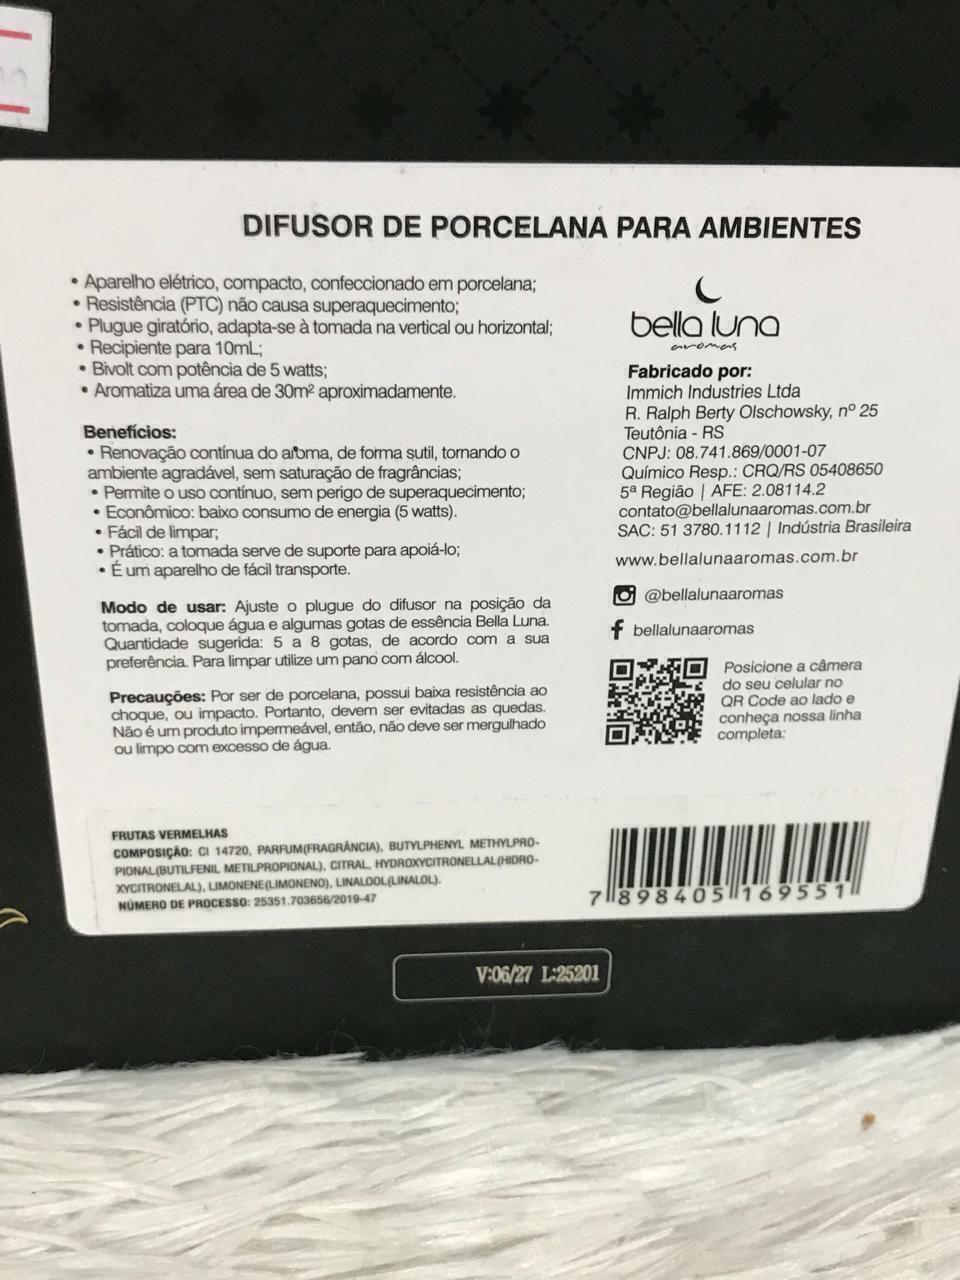 DIFUSOR DE PORCELANA PARA AMBIENTES
• Aparelho elétrico, compacto, confeccionado em porcelana;
• Resistência (PTC) não causa superaquecimento;
• Plugue giratório, adapta-se à tomada na vertical ou horizontal;
• Recipiente para 10mL;
• Bivolt com potência de 5 watts;
• Aromatiza uma área de 30m² aproximadamente.
Benefícios:
• Renovação contínua do aroma, de forma sutil, tornando o
ambiente agradável, sem saturação de fragrâncias;
• Permite o uso contínuo, sem perigo de superaquecimento;
• Econômico: baixo consumo de energia (5 watts).
• Fácil de limpar;
• Prático: a tomada serve de suporte para apoiá-lo;
• É um aparelho de fácil transporte.
Modo de usar: Ajuste o plugue do difusor na posição da
tomada, coloque água e algumas gotas de essência Bella Luna.
Quantidade sugerida: 5 a 8 gotas, de acordo com a sua
preferência. Para limpar utilize um pano com álcool.
Precauções: Por ser de porcelana, possui baixa resistência ao
choque, ou impacto. Portanto, devem ser evitadas as quedas.
Não é um produto impermeável, então, não deve ser mergulhado
ou limpo com excesso de água.
bella luna
aromas
Fabricado por:
Immich Industries Ltda
R. Ralph Berty Olschowsky, nº 25
Teutônia - RS
CNPJ: 08.741.869/0001-07
Químico Resp.: CRQ/RS 05408650
5ª Região | AFE: 2.08114.2
contato@bellalunaaromas.com.br
SAC: 51 3780.1112 | Indústria Brasileira
www.bellalunaaromas.com.br
@bellalunaaromas
bellalunaaromas
Posicione a câmera
do seu celular no
QR Code ao lado e
conheça nossa linha
completa:
FRUTAS VERMELHAS
COMPOSIÇÃO: CI 14720, PARFUM(FRAGRÂNCIA), BUTYLPHENYL METHYLPRO-
PIONAL(BUTILFENIL METILPROPIONAL), CITRAL, HYDROXYCITRONELLAL(HIDRO-
XYCITRONELAL), LIMONENE(LIMONENO), LINALOOL(LINALOL).
NÚMERO DE PROCESSO: 25351.703656/2019-47
7 898405 169551
V:06/27 L:25201